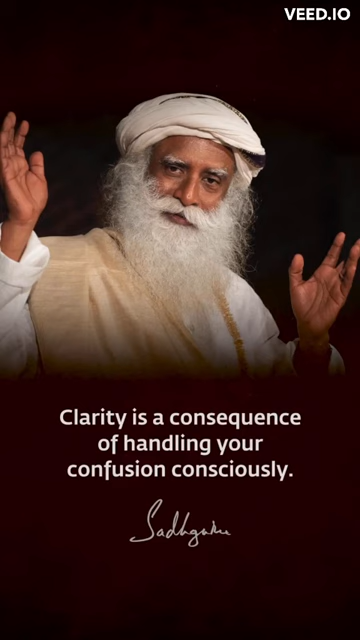 VEED.IO
Clarity is a consequence
of handling your
confusion consciously.
Sadhguru